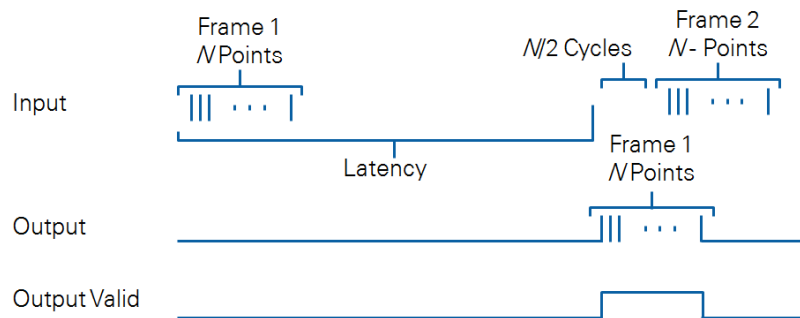 Frame 1
N Points
N/2 Cycles
Frame 2
N- Points
Input
Latency
Frame 1
N Points
Output
Output Valid